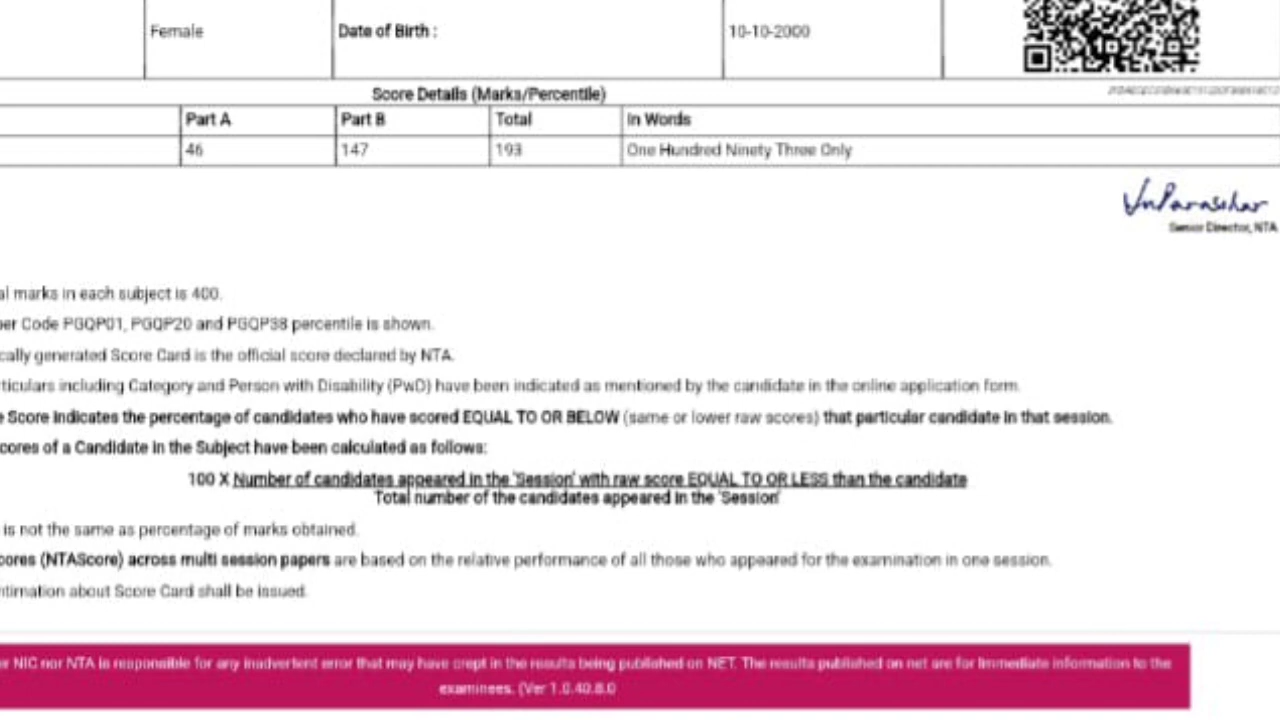 Female Date of Birth : 10-10-2000
Score Details (Marks/Percentile)
Part A Part B Total In Words
46 147 193 One Hundred Ninety Three Only
VnParashar
Senior Director, NTA
al marks in each subject is 400.
er Code PGQP01, PGQP20 and PGQP38 percentile is shown.
cally generated Score Card is the official score declared by NTA.
ticulars including Category and Person with Disability (PwD) have been indicated as mentioned by the candidate in the online application form.
e Score indicates the percentage of candidates who have scored EQUAL TO OR BELOW (same or lower raw scores) that particular candidate in that session.
cores of a Candidate in the Subject have been calculated as follows:
100 X Number of candidates appeared in the 'Session' with raw score EQUAL TO OR LESS than the candidate
Total number of the candidates appeared in the 'Session'
is not the same as percentage of marks obtained.
cores (NTAScore) across multi session papers are based on the relative performance of all those who appeared for the examination in one session.
ntimation about Score Card shall be issued.
er NIC nor NTA is responsible for any inadvertent error that may have crept in the results being published on NET. The results published on net are for immediate information to the
examinees. (Ver 1.0.40.8.0